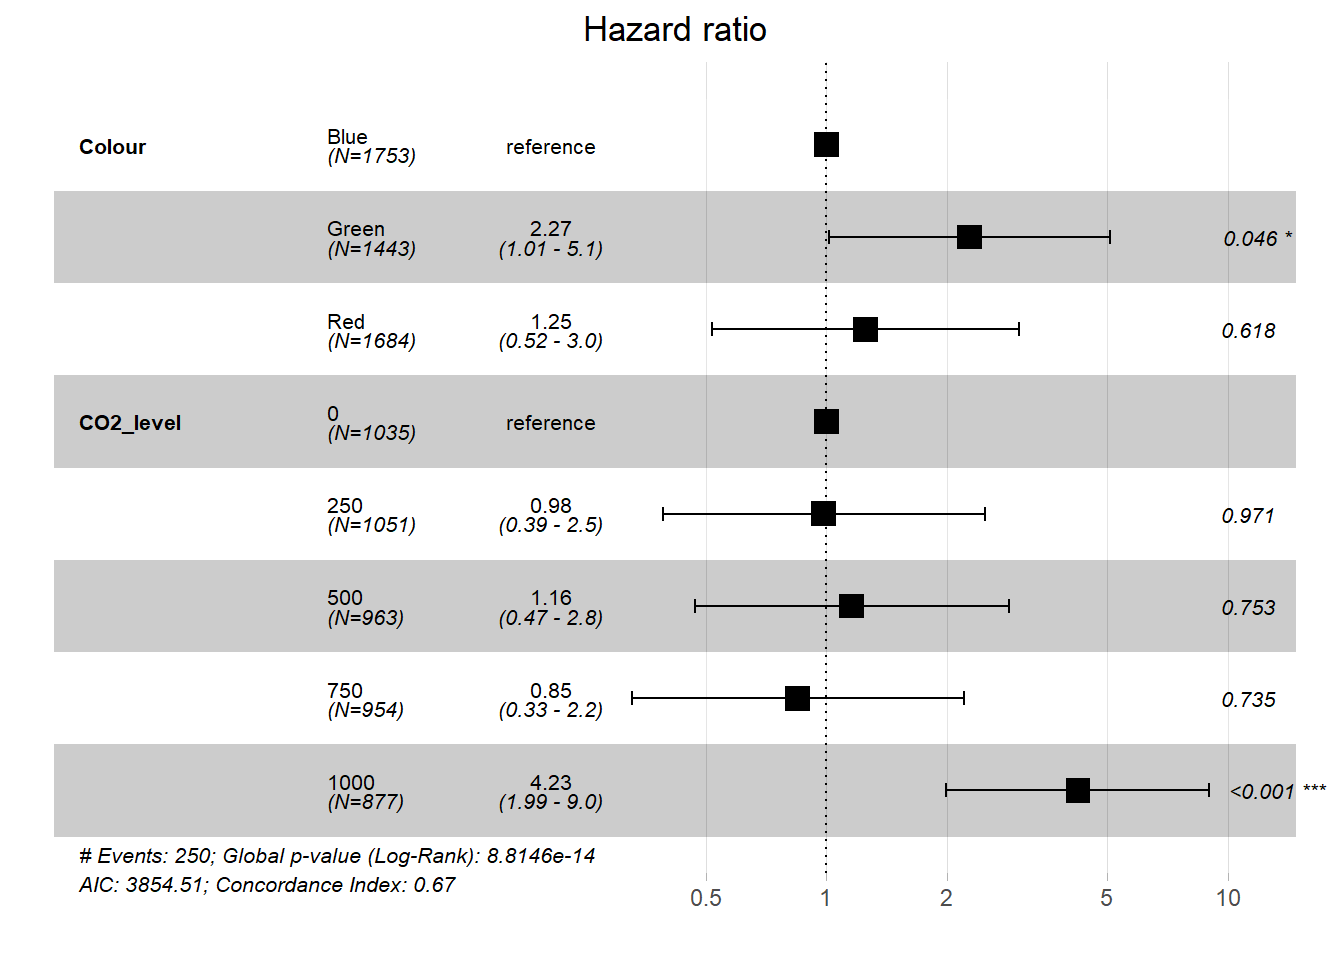 Hazard ratio
Colour
Blue
(N=1753)
reference
Green
(N=1443)
2.27
(1.01 - 5.1)
0.046 *
Red
(N=1684)
1.25
(0.52 - 3.0)
0.618
CO2_level
0
(N=1035)
reference
250
(N=1051)
0.98
(0.39 - 2.5)
0.971
500
(N=963)
1.16
(0.47 - 2.8)
0.753
750
(N=954)
0.85
(0.33 - 2.2)
0.735
1000
(N=877)
4.23
(1.99 - 9.0)
<0.001 ***
# Events: 250; Global p-value (Log-Rank): 8.8146e-14
AIC: 3854.51; Concordance Index: 0.67
0.5 1 2 5 10